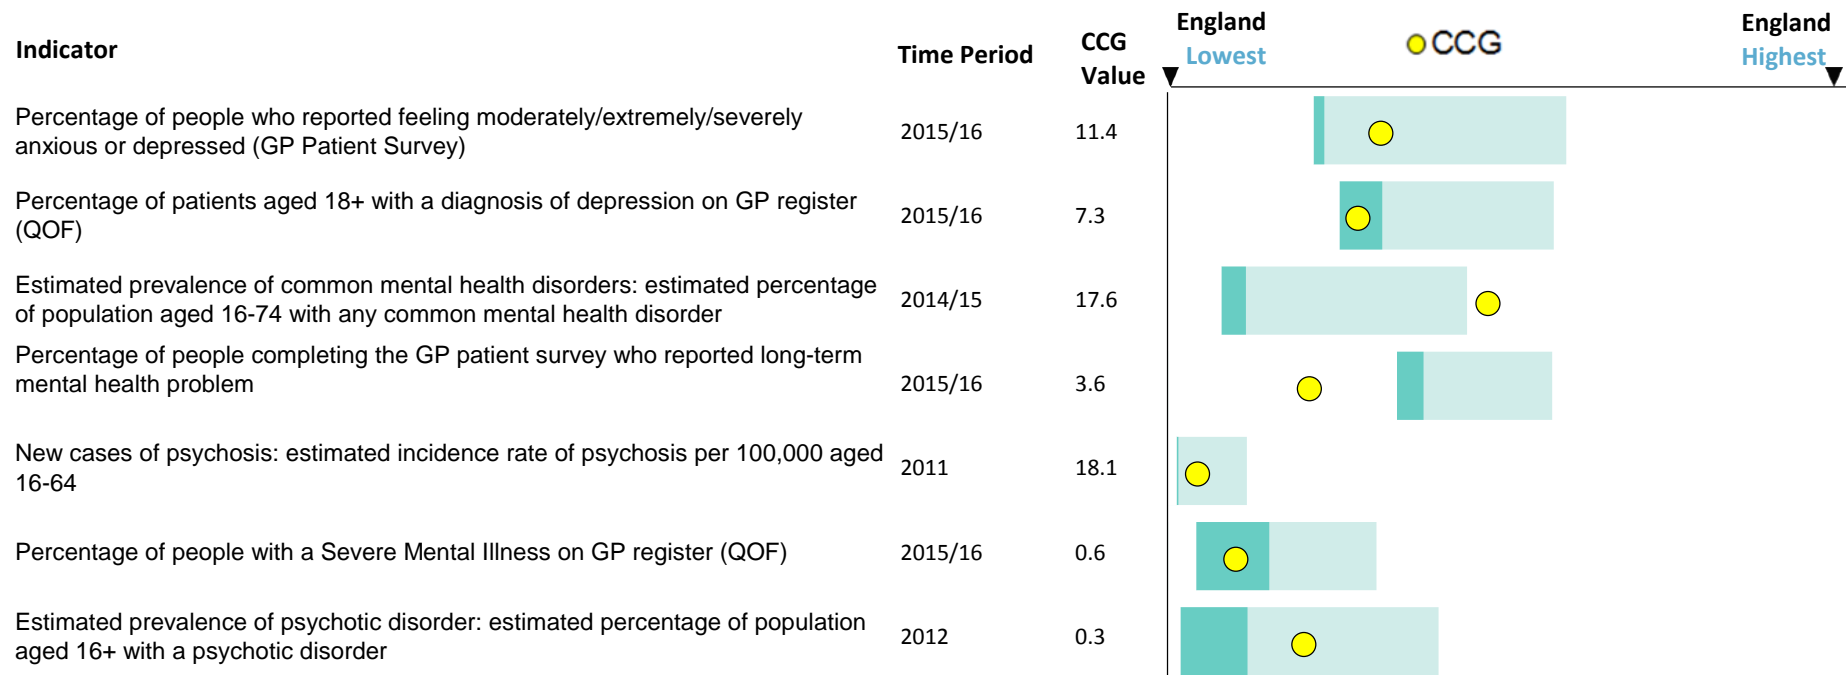 Indicator
Time Period
CCG
Value
England
Lowest
CCG
England
Highest
Percentage of people who reported feeling moderately/extremely/severely
anxious or depressed (GP Patient Survey)
2015/16
11.4
Percentage of patients aged 18+ with a diagnosis of depression on GP register
(QOF)
2015/16
7.3
Estimated prevalence of common mental health disorders: estimated percentage
of population aged 16-74 with any common mental health disorder
2014/15
17.6
Percentage of people completing the GP patient survey who reported long-term
mental health problem
2015/16
3.6
New cases of psychosis: estimated incidence rate of psychosis per 100,000 aged
16-64
2011
18.1
Percentage of people with a Severe Mental Illness on GP register (QOF)
2015/16
0.6
Estimated prevalence of psychotic disorder: estimated percentage of population
aged 16+ with a psychotic disorder
2012
0.3